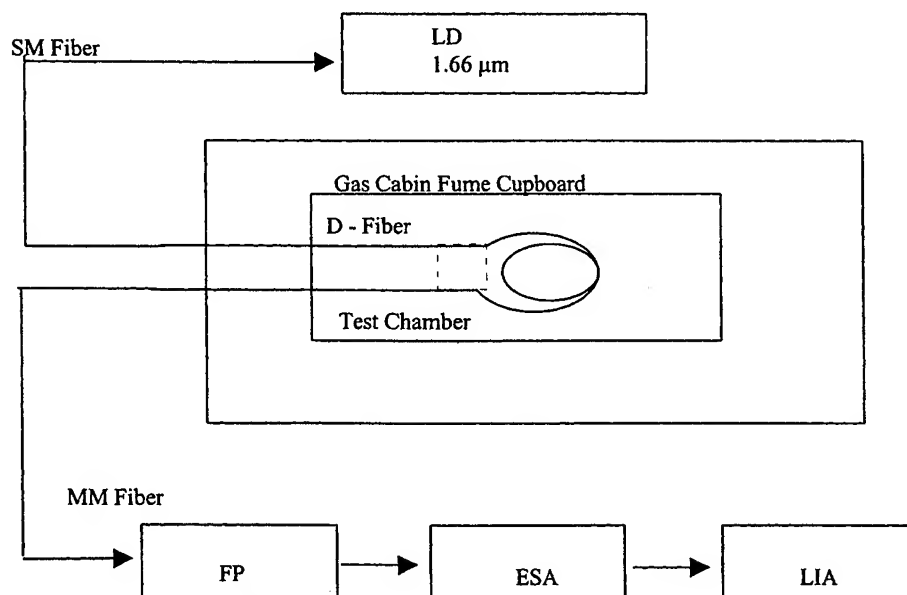 SM Fiber
LD
1.66 μm
Gas Cabin Fume Cupboard
D - Fiber
Test Chamber
MM Fiber
FP
ESA
LIA